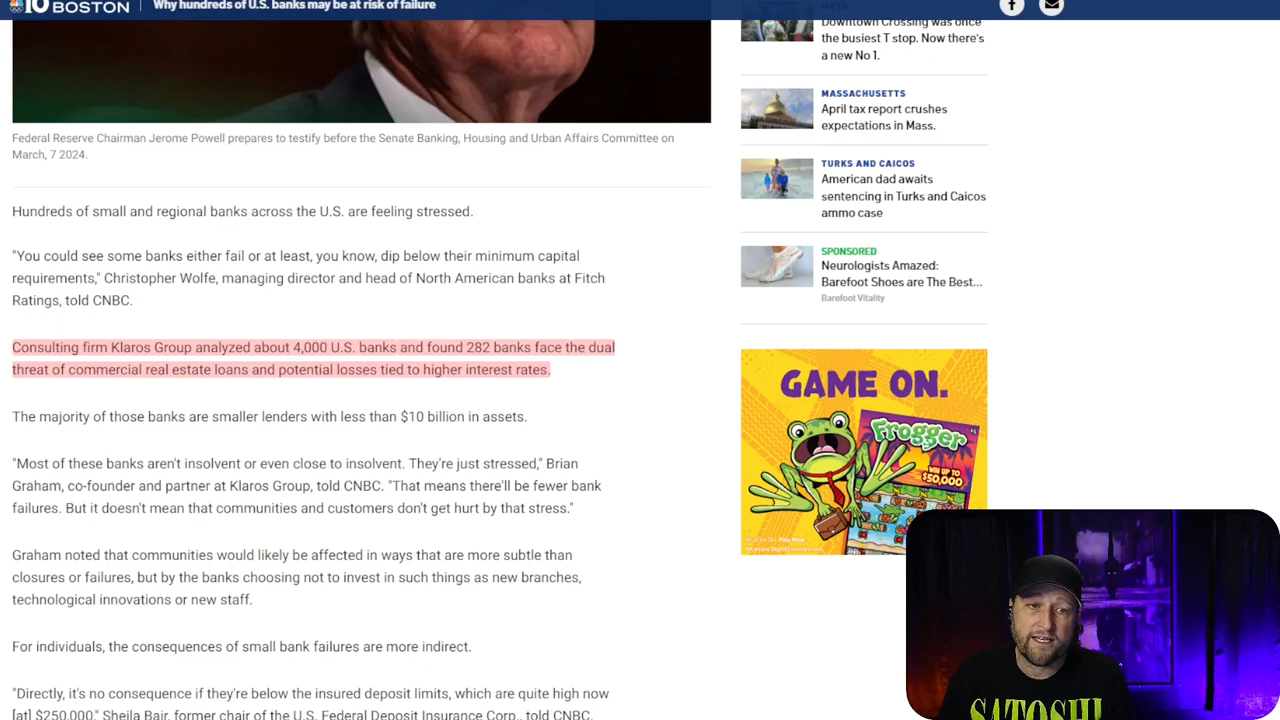 10 BOSTON
Why hundreds of U.S. banks may be at risk of failure
Federal Reserve Chairman Jerome Powell prepares to testify before the Senate Banking, Housing and Urban Affairs Committee on
March, 7 2024.
Hundreds of small and regional banks across the U.S. are feeling stressed.
"You could see some banks either fail or at least, you know, dip below their minimum capital
requirements," Christopher Wolfe, managing director and head of North American banks at Fitch
Ratings, told CNBC.
Consulting firm Klaros Group analyzed about 4,000 U.S. banks and found 282 banks face the dual
threat of commercial real estate loans and potential losses tied to higher interest rates.
The majority of those banks are smaller lenders with less than $10 billion in assets.
"Most of these banks aren't insolvent or even close to insolvent. They're just stressed," Brian
Graham, co-founder and partner at Klaros Group, told CNBC. "That means there'll be fewer bank
failures. But it doesn't mean that communities and customers don't get hurt by that stress."
Graham noted that communities would likely be affected in ways that are more subtle than
closures or failures, but by the banks choosing not to invest in such things as new branches,
technological innovations or new staff.
For individuals, the consequences of small bank failures are more indirect.
"Directly, it's no consequence if they're below the insured deposit limits, which are quite high now
[at] $250,000," Sheila Bair, former chair of the U.S. Federal Deposit Insurance Corp., told CNBC.
MBTA
Downtown Crossing was once
the busiest T stop. Now there's
a new No 1.
MASSACHUSETTS
April tax report crushes
expectations in Mass.
TURKS AND CAICOS
American dad awaits
sentencing in Turks and Caicos
ammo case
SPONSORED
Neurologists Amazed:
Barefoot Shoes are The Best...
Barefoot Vitality
GAME ON.
Frogger
$5
WIN UP TO
$50,000
SATOSHI